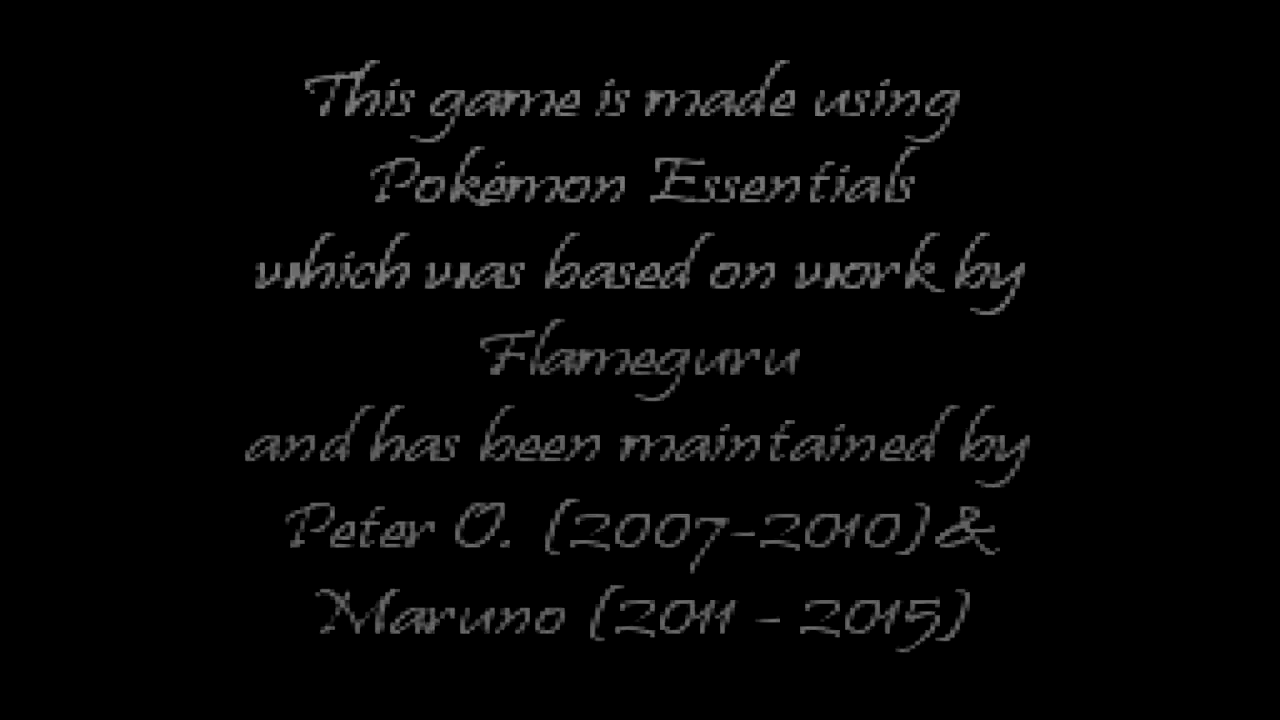 This game is made using
Pokémon Essentials
which was based on work by
Flameguru
and has been maintained by
Peter O. (2007-2010) &
Maruno (2011 - 2015)